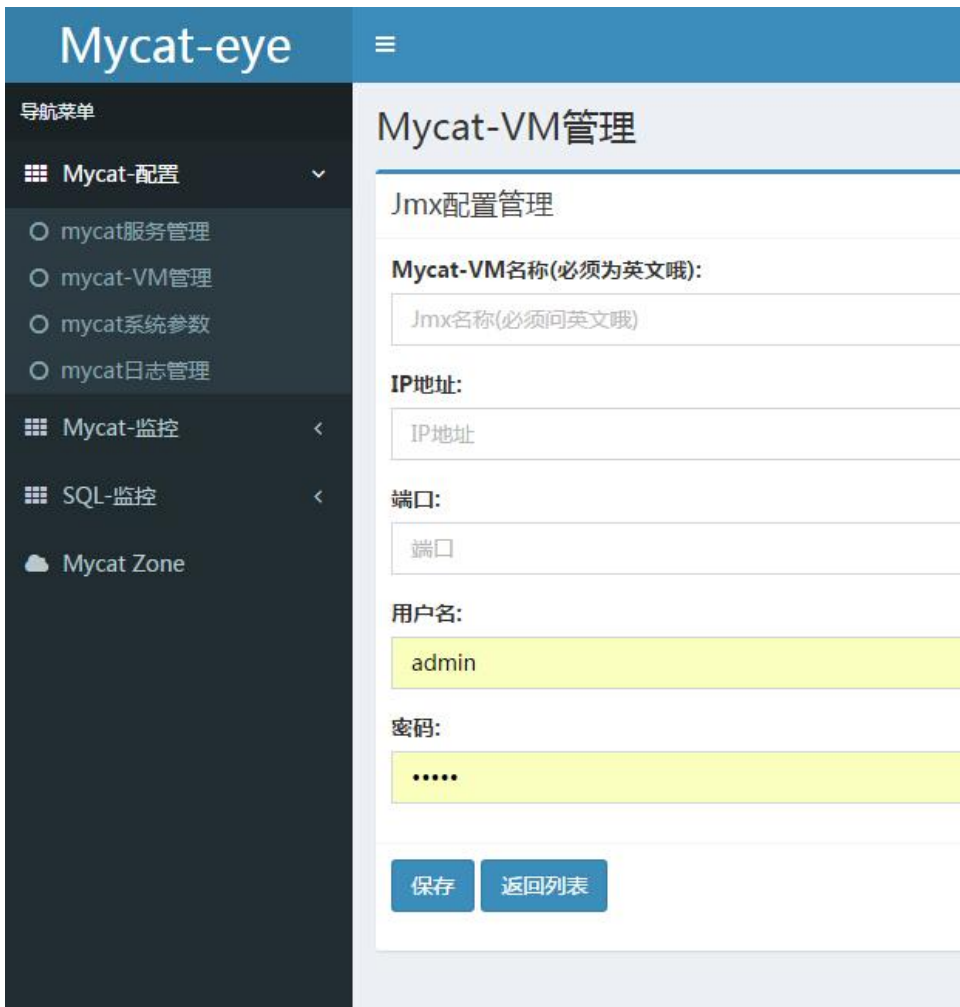 Mycat-eye
导航菜单
Mycat-配置
mycat服务管理
mycat-VM管理
mycat系统参数
mycat日志管理
Mycat-监控
SQL-监控
Mycat Zone
Mycat-VM管理
Jmx配置管理
Mycat-VM名称(必须为英文哦):
Jmx名称(必须问英文哦)
IP地址:
IP地址
端口:
端口
用户名:
admin
密码:
•••••
保存 返回列表